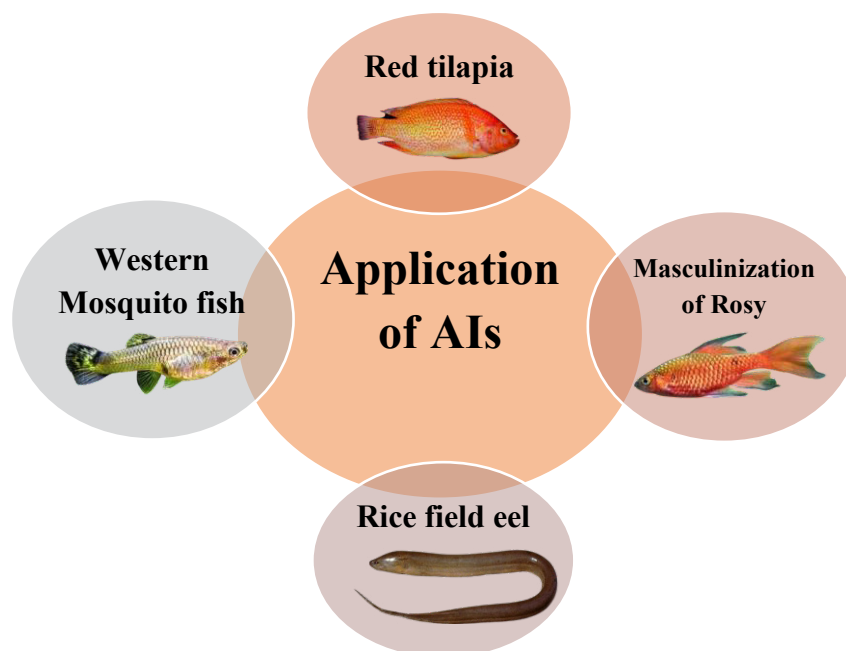 Red tilapia
Application
of AIs
Western
Mosquito fish
Masculinization
of Rosy
Rice field eel